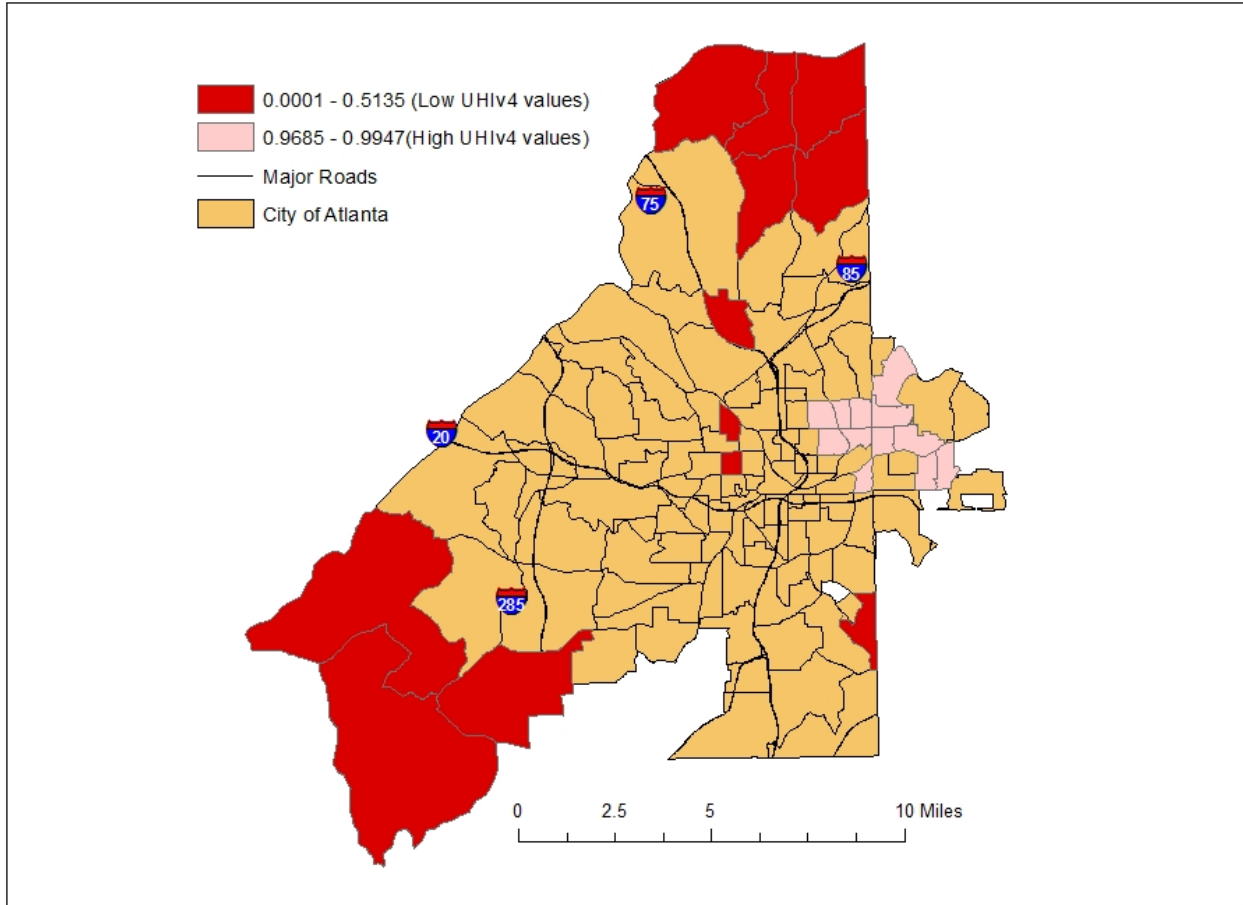 0.0001 - 0.5135 (Low UHIv4 values)
0.9685 - 0.9947(High UHIv4 values)
Major Roads
City of Atlanta
75
85
20
285
0 2.5 5 10 Miles